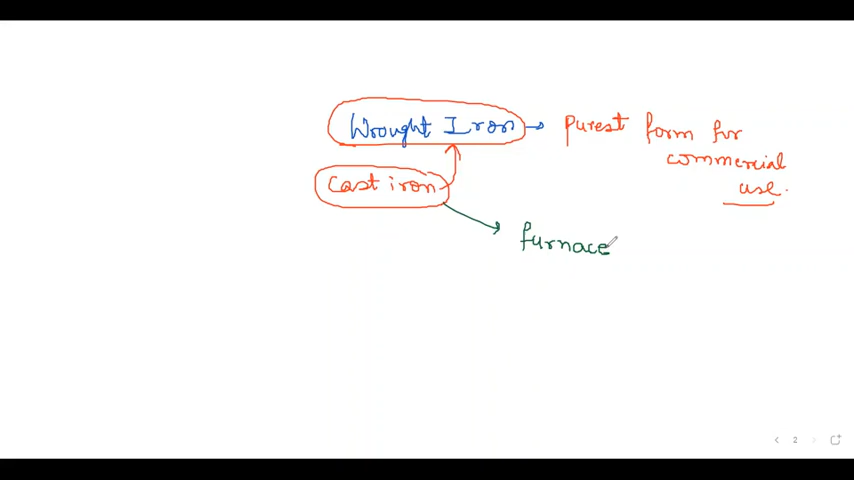 Wrought Iron → purest form for
commercial
use.
cast iron
furnace
2